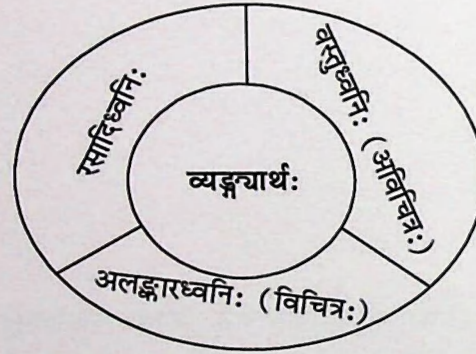 रसादिध्वनिः
वस्तुध्वनिः (अविचित्रः)
व्यङ्ग्यार्थः
अलङ्कारध्वनिः (विचित्रः)